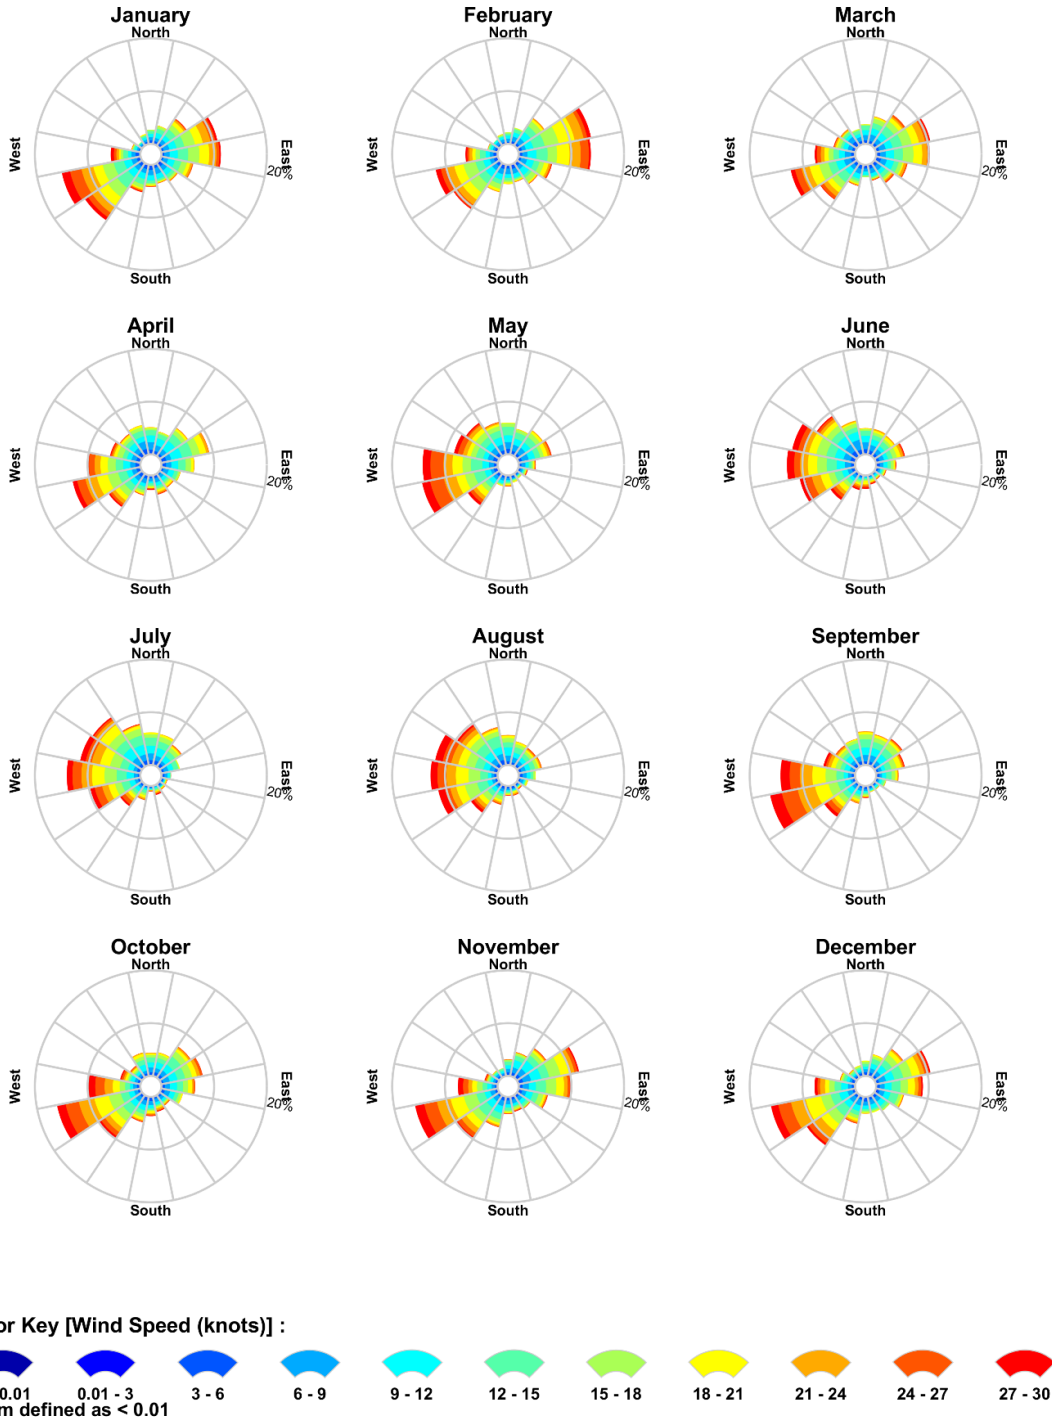 January
North
West
East
20%
South
February
North
West
East
20%
South
March
North
West
East
20%
South
April
North
West
East
20%
South
May
North
West
East
20%
South
June
North
West
East
20%
South
July
North
West
East
20%
South
August
North
West
East
20%
South
September
North
West
East
20%
South
October
North
West
East
20%
South
November
North
West
East
20%
South
December
North
West
East
20%
South
or Key [Wind Speed (knots)] :
0.01 0.01 - 3 3 - 6 6 - 9 9 - 12 12 - 15 15 - 18 18 - 21 21 - 24 24 - 27 27 - 30
m defined as < 0.01